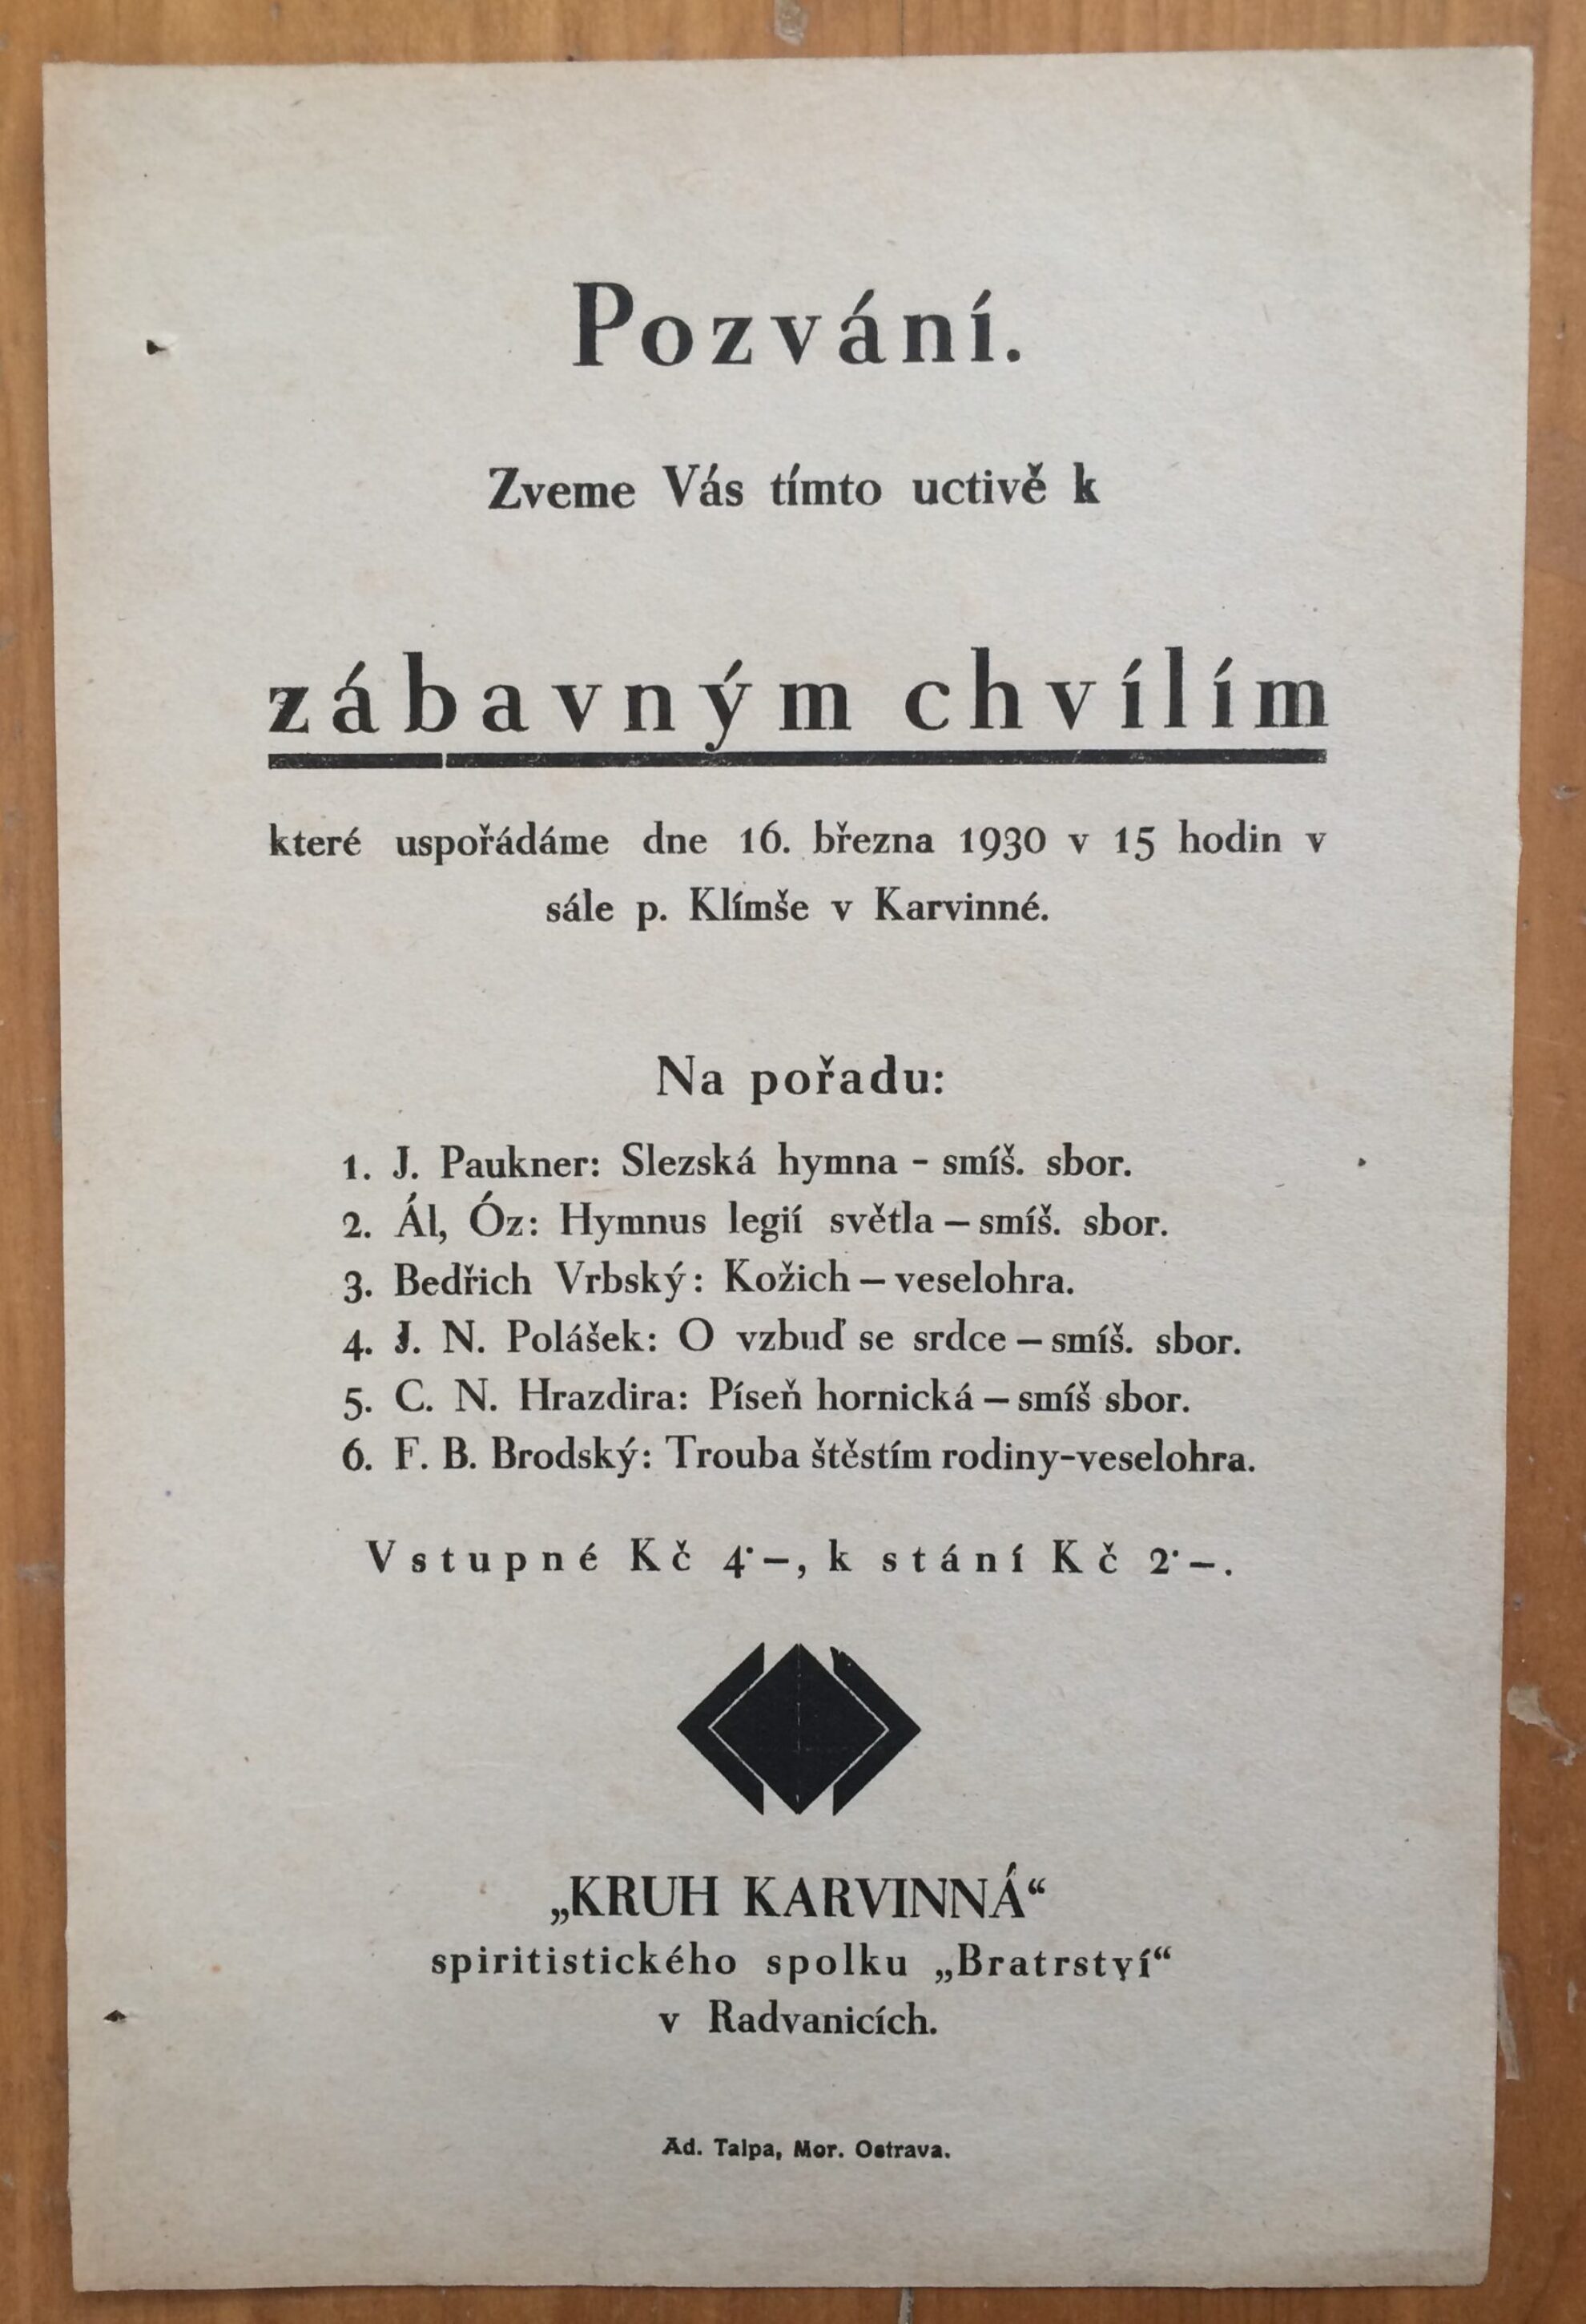 Pozvání.
Zveme Vás tímto uctivě k
zábavným chvílím
které uspořádáme dne 16. března 1930 v 15 hodin v
sále p. Klímše v Karvinné.
Na pořadu:
1. J. Paukner: Slezská hymna - smíš. sbor.
2. Ál, Óz: Hymnus legií světla – smíš. sbor.
3. Bedřich Vrbský: Kožich – veselohra.
4. J. N. Polášek: O vzbuď se srdce – smíš. sbor.
5. C. N. Hrazdira: Píseň hornická – smíš sbor.
6. F. B. Brodský: Trouba štěstím rodiny-veselohra.
Vstupné Kč 4·–, k stání Kč 2·–.
„KRUH KARVINNÁ“
spiritistického spolku „Bratrství“
v Radvanicích.
Ad. Talpa, Mor. Ostrava.